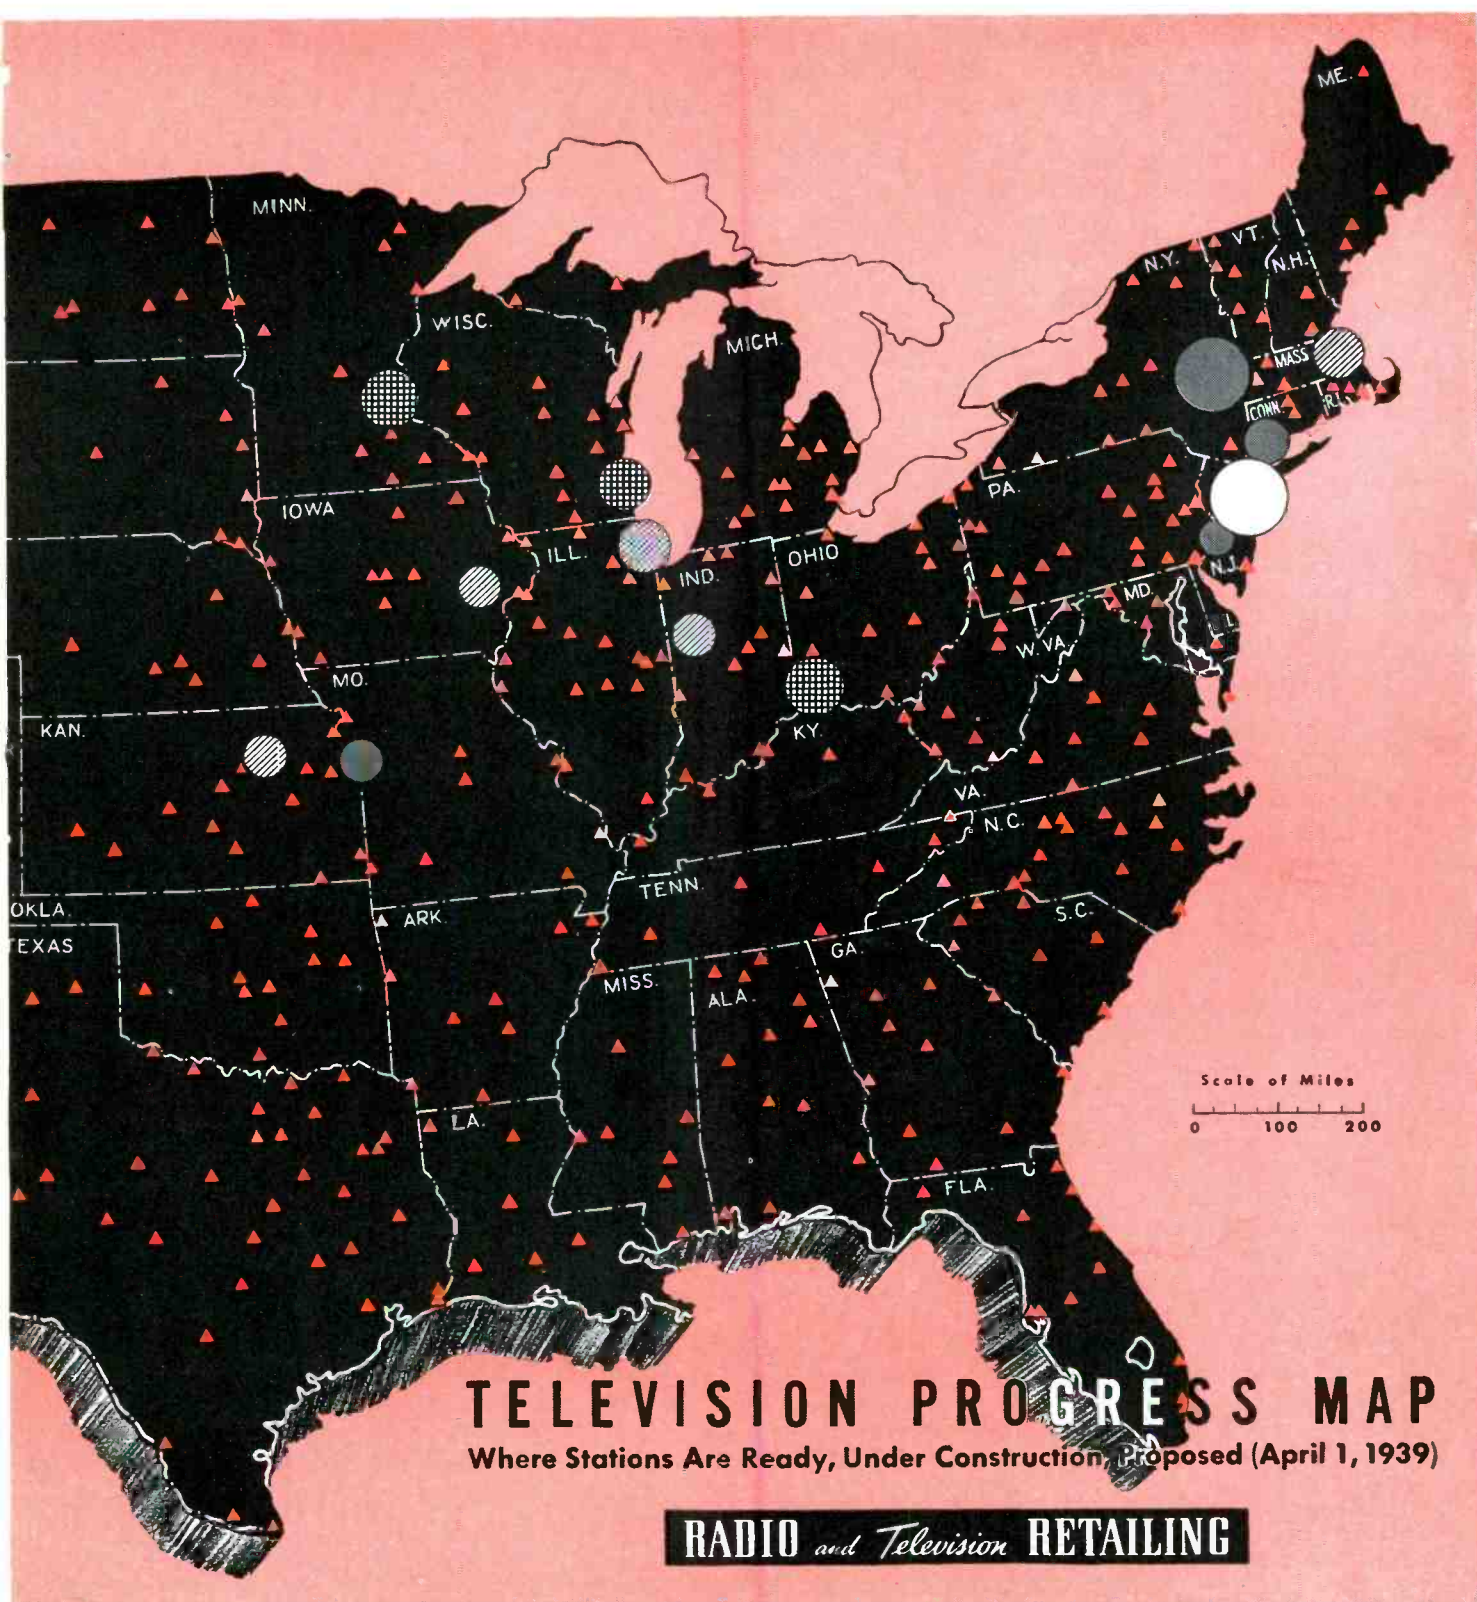 ME.
MINN.
VT.
N.Y.
N.H.
WISC.
MICH.
MASS
CONN.
R.I.
PA.
IOWA
ILL.
OHIO
IND.
N.J.
MD.
W.VA.
MO.
KAN.
KY.
VA.
N.C.
TENN.
OKLA.
ARK.
S.C.
TEXAS
GA.
MISS.
ALA.
Scale of Miles
0 100 200
LA.
FLA.
TELEVISION PROGRESS MAP
Where Stations Are Ready, Under Construction, Proposed (April 1, 1939)
RADIO and Television RETAILING